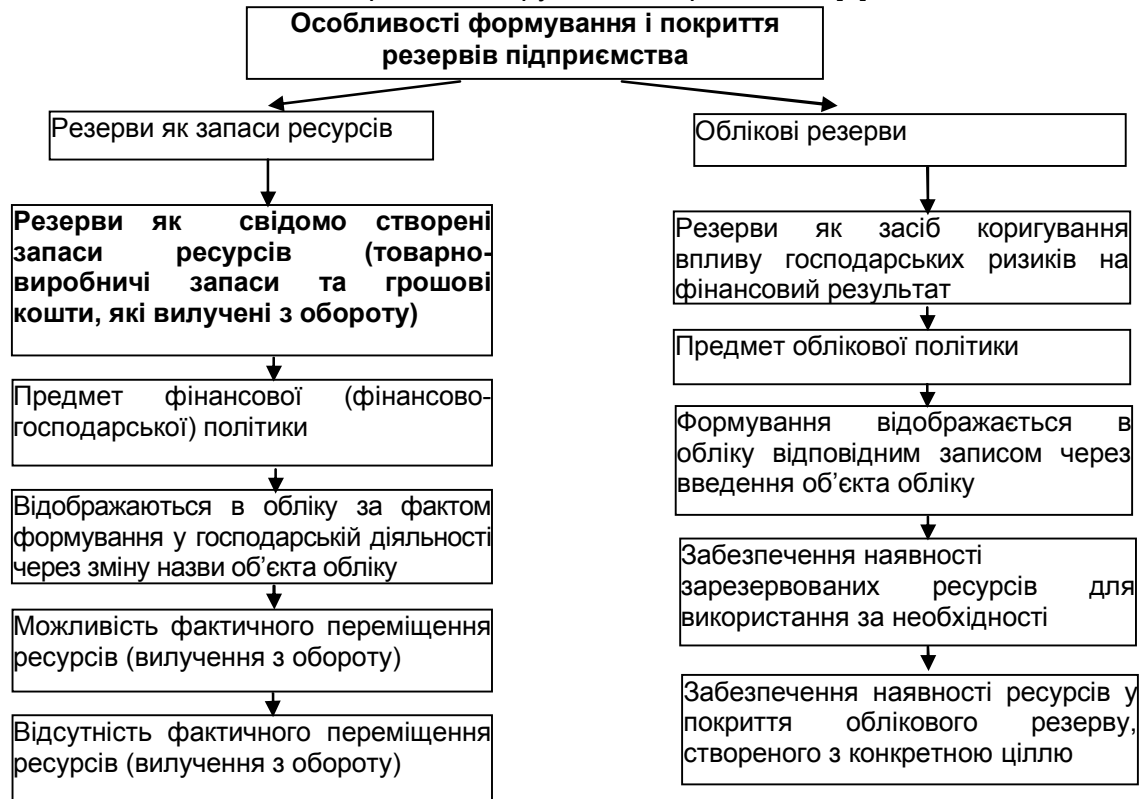 Особливості формування і покриття
резервів підприємства
Резерви як запаси ресурсів
Резерви як свідомо створені
запаси ресурсів (товарно-
виробничі запаси та грошові
кошти, які вилучені з обороту)
Предмет фінансової (фінансово-
господарської) політики
Відображаються в обліку за фактом
формування у господарській діяльності
через зміну назви об’єкта обліку
Можливість фактичного переміщення
ресурсів (вилучення з обороту)
Відсутність фактичного переміщення
ресурсів (вилучення з обороту)
Облікові резерви
Резерви як засіб коригування
впливу господарських ризиків на
фінансовий результат
Предмет облікової політики
Формування відображається в
обліку відповідним записом через
введення об’єкта обліку
Забезпечення наявності
зарезервованих ресурсів для
використання за необхідності
Забезпечення наявності ресурсів у
покриття облікового резерву,
створеного з конкретною ціллю